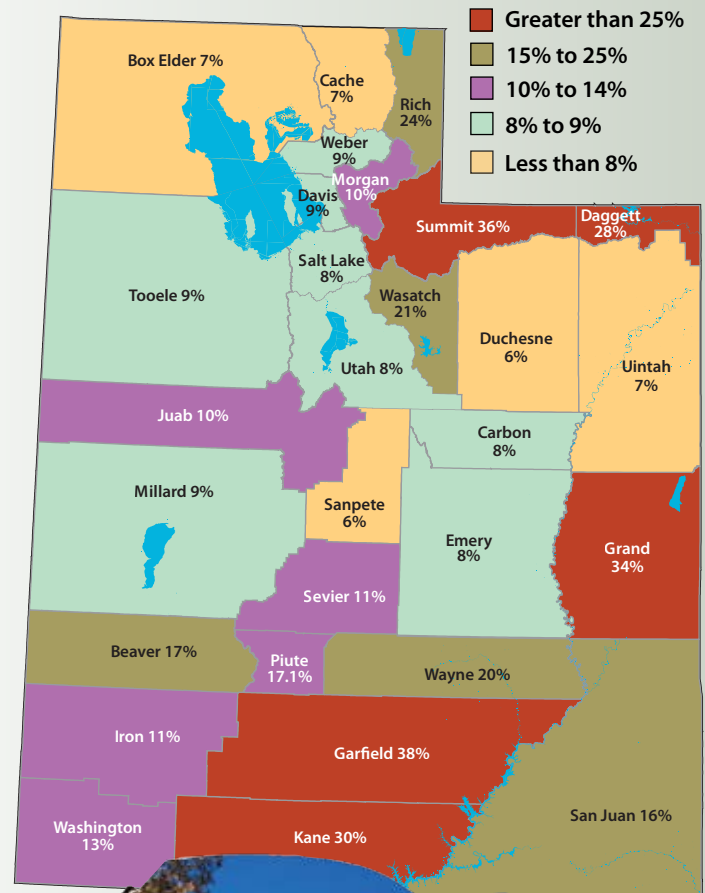 Greater than 25%
15% to 25%
10% to 14%
8% to 9%
Less than 8%
Box Elder 7%
Cache
7%
Rich
24%
Weber
9%
Morgan
10%
Davis
9%
Summit 36%
Daggett
28%
Salt Lake
8%
Tooele 9%
Wasatch
21%
Duchesne
6%
Uintah
7%
Utah 8%
Juab 10%
Carbon
8%
Millard 9%
Sanpete
6%
Emery
8%
Grand
34%
Sevier 11%
Beaver 17%
Piute
17.1%
Wayne 20%
Iron 11%
Garfield 38%
San Juan 16%
Washington
13%
Kane 30%